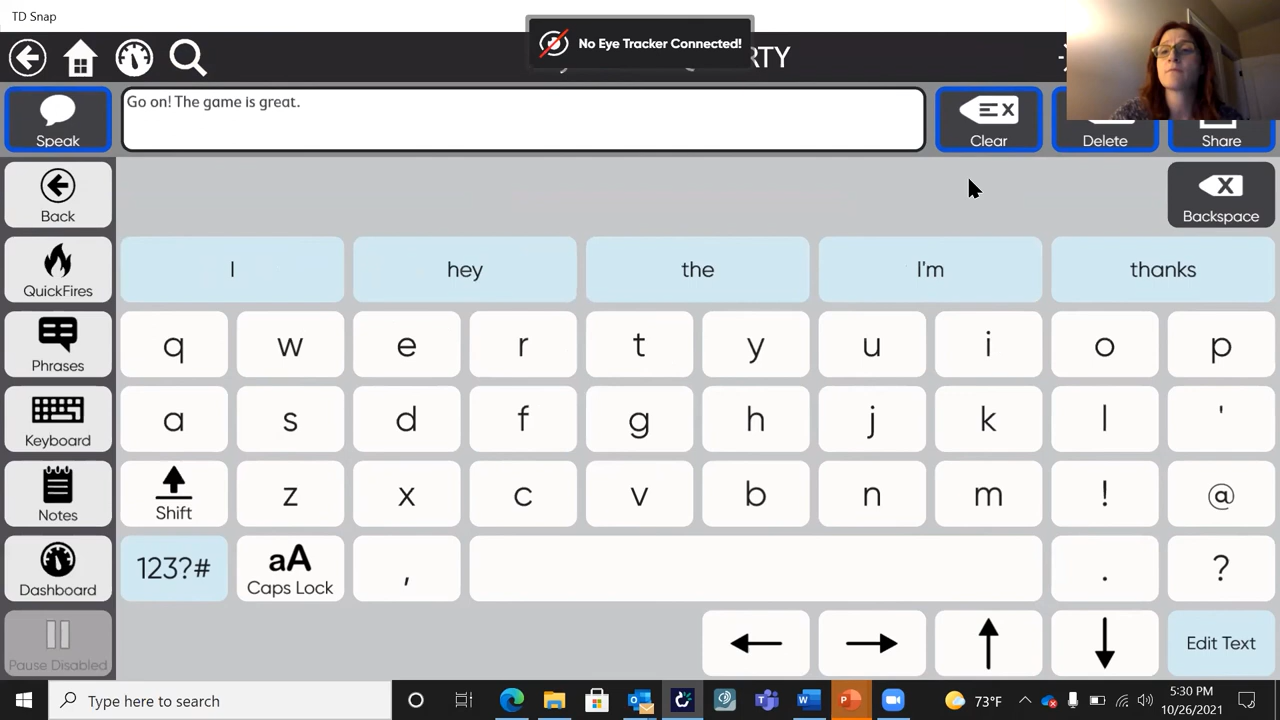 TD Snap
No Eye Tracker Connected!
RTY
Speak
Go on! The game is great.
Clear
Delete
Share
Back
Backspace
QuickFires
I
hey
the
I'm
thanks
Phrases
q w e r t y u i o p
Keyboard
a s d f g h j k l '
Notes
Shift z x c v b n m ! @
Dashboard
123?# aA , . ?
Caps Lock
Pause Disabled
Edit Text
Type here to search
73°F
5:30 PM
10/26/2021